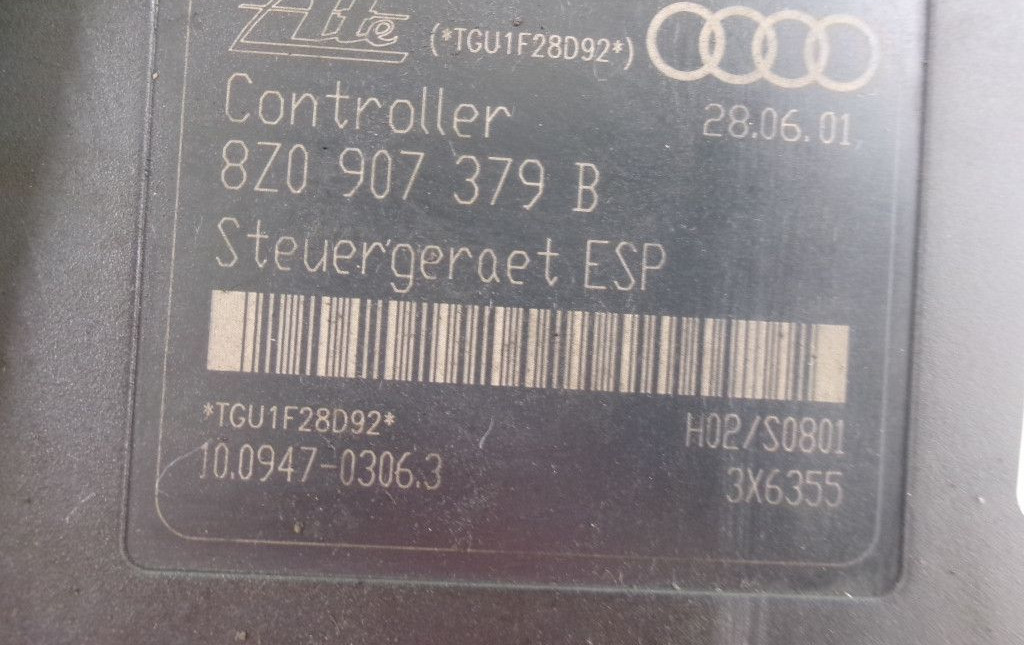 Ate (*TGU1F28D92*)
Controller 28.06.01
8Z0 907 379 B
Steuergeraet ESP
*TGU1F28D92* H02/S0801
10.0947-0306.3 3X6355